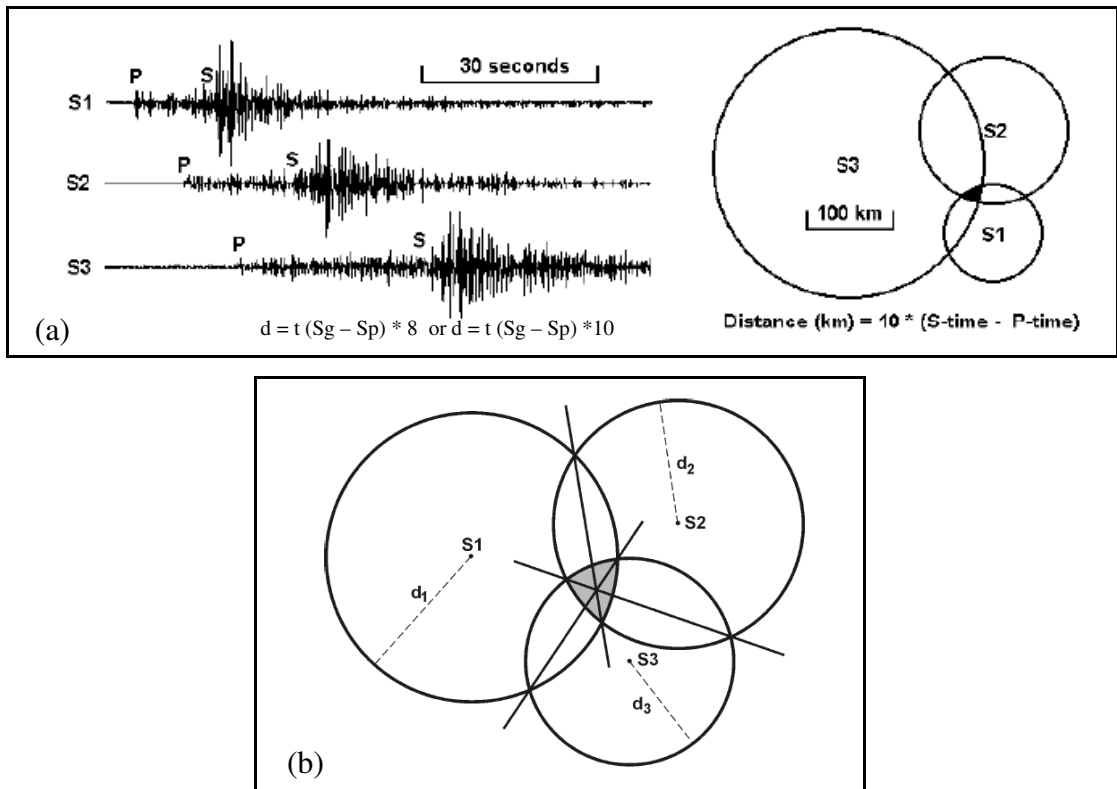 30 seconds
P S
S1
P S
S2
P S
S3
(a)
d = t (Sg – Sp) * 8 or d = t (Sg – Sp) *10
S2
S3
100 km
S1
Distance (km) = 10 * (S-time - P-time)
d2
S2
S1
d1
S3
d3
(b)